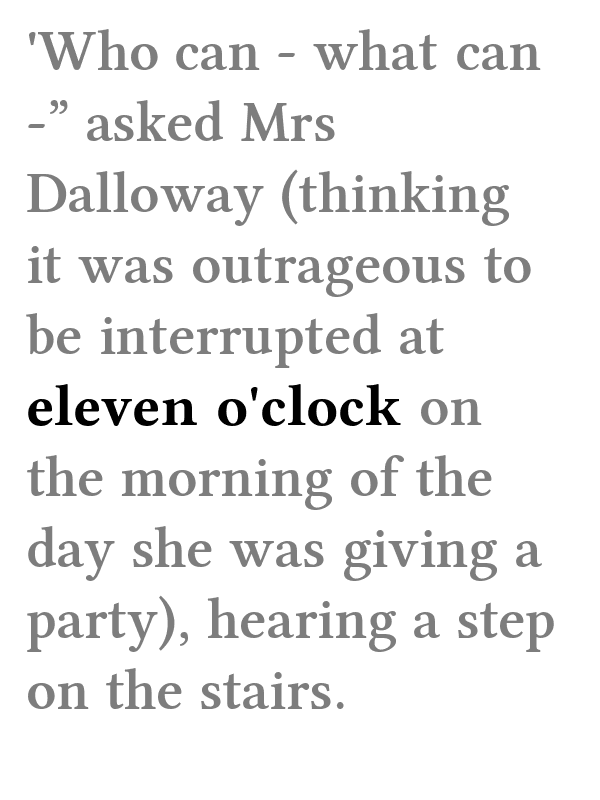 'Who can - what can
-” asked Mrs
Dalloway (thinking
it was outrageous to
be interrupted at
eleven o'clock on
the morning of the
day she was giving a
party), hearing a step
on the stairs.